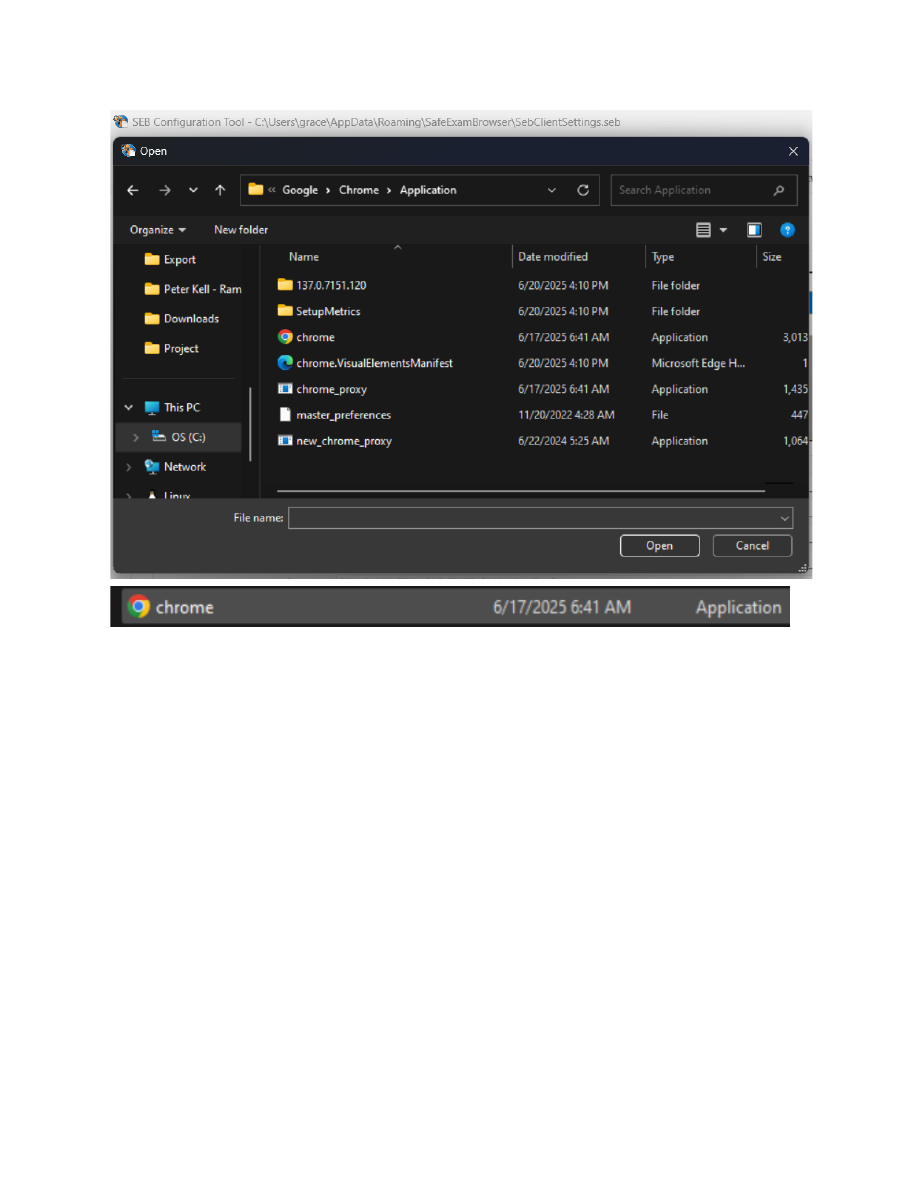 SEB Configuration Tool - C:\Users\grace\AppData\Roaming\SafeExamBrowser\SebClientSettings.seb
Open
« Google > Chrome > Application
Search Application
Organize
New folder
Name Date modified Type Size
Export
Peter Kell - Ram
Downloads
Project
This PC
OS (C:)
Network
Linux
137.0.7151.120 6/20/2025 4:10 PM File folder
SetupMetrics 6/20/2025 4:10 PM File folder
chrome 6/17/2025 6:41 AM Application 3,013
chrome.VisualElementsManifest 6/20/2025 4:10 PM Microsoft Edge H... 1
chrome_proxy 6/17/2025 6:41 AM Application 1,435
master_preferences 11/20/2022 4:28 AM File 447
new_chrome_proxy 6/22/2024 5:25 AM Application 1,064
File name:
Open Cancel
chrome 6/17/2025 6:41 AM Application